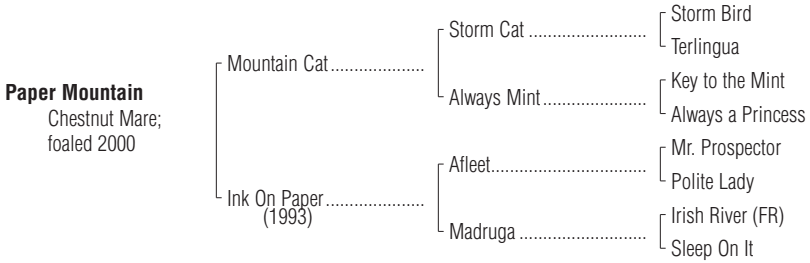 Storm Bird
Storm Cat ........................
Terlingua
Mountain Cat...................
Key to the Mint
Always Mint.....................
Always a Princess
Paper Mountain
Chestnut Mare;
foaled 2000
Mr. Prospector
Afleet................................
Polite Lady
Ink On Paper....................
(1993)
Irish River (FR)
Madruga ..........................
Sleep On It